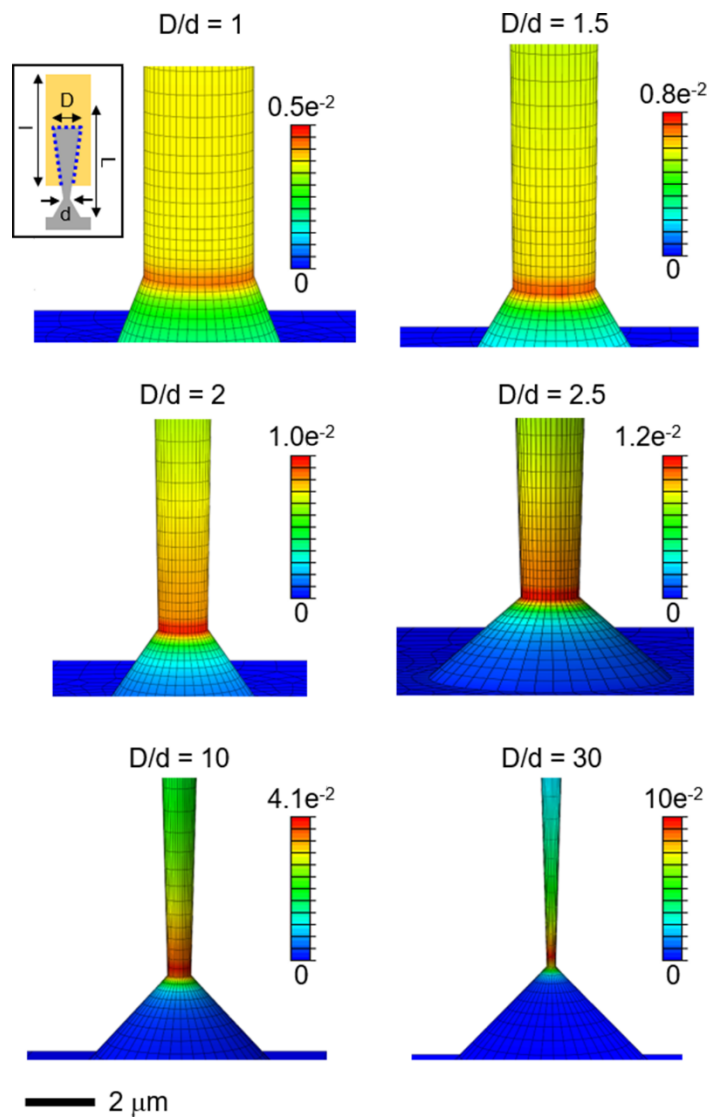 D/d = 1
D/d = 1.5
D
l
L
d
0.5e-2
0
0.8e-2
0
D/d = 2
D/d = 2.5
1.0e-2
0
1.2e-2
0
D/d = 10
D/d = 30
4.1e-2
0
10e-2
0
2 μm